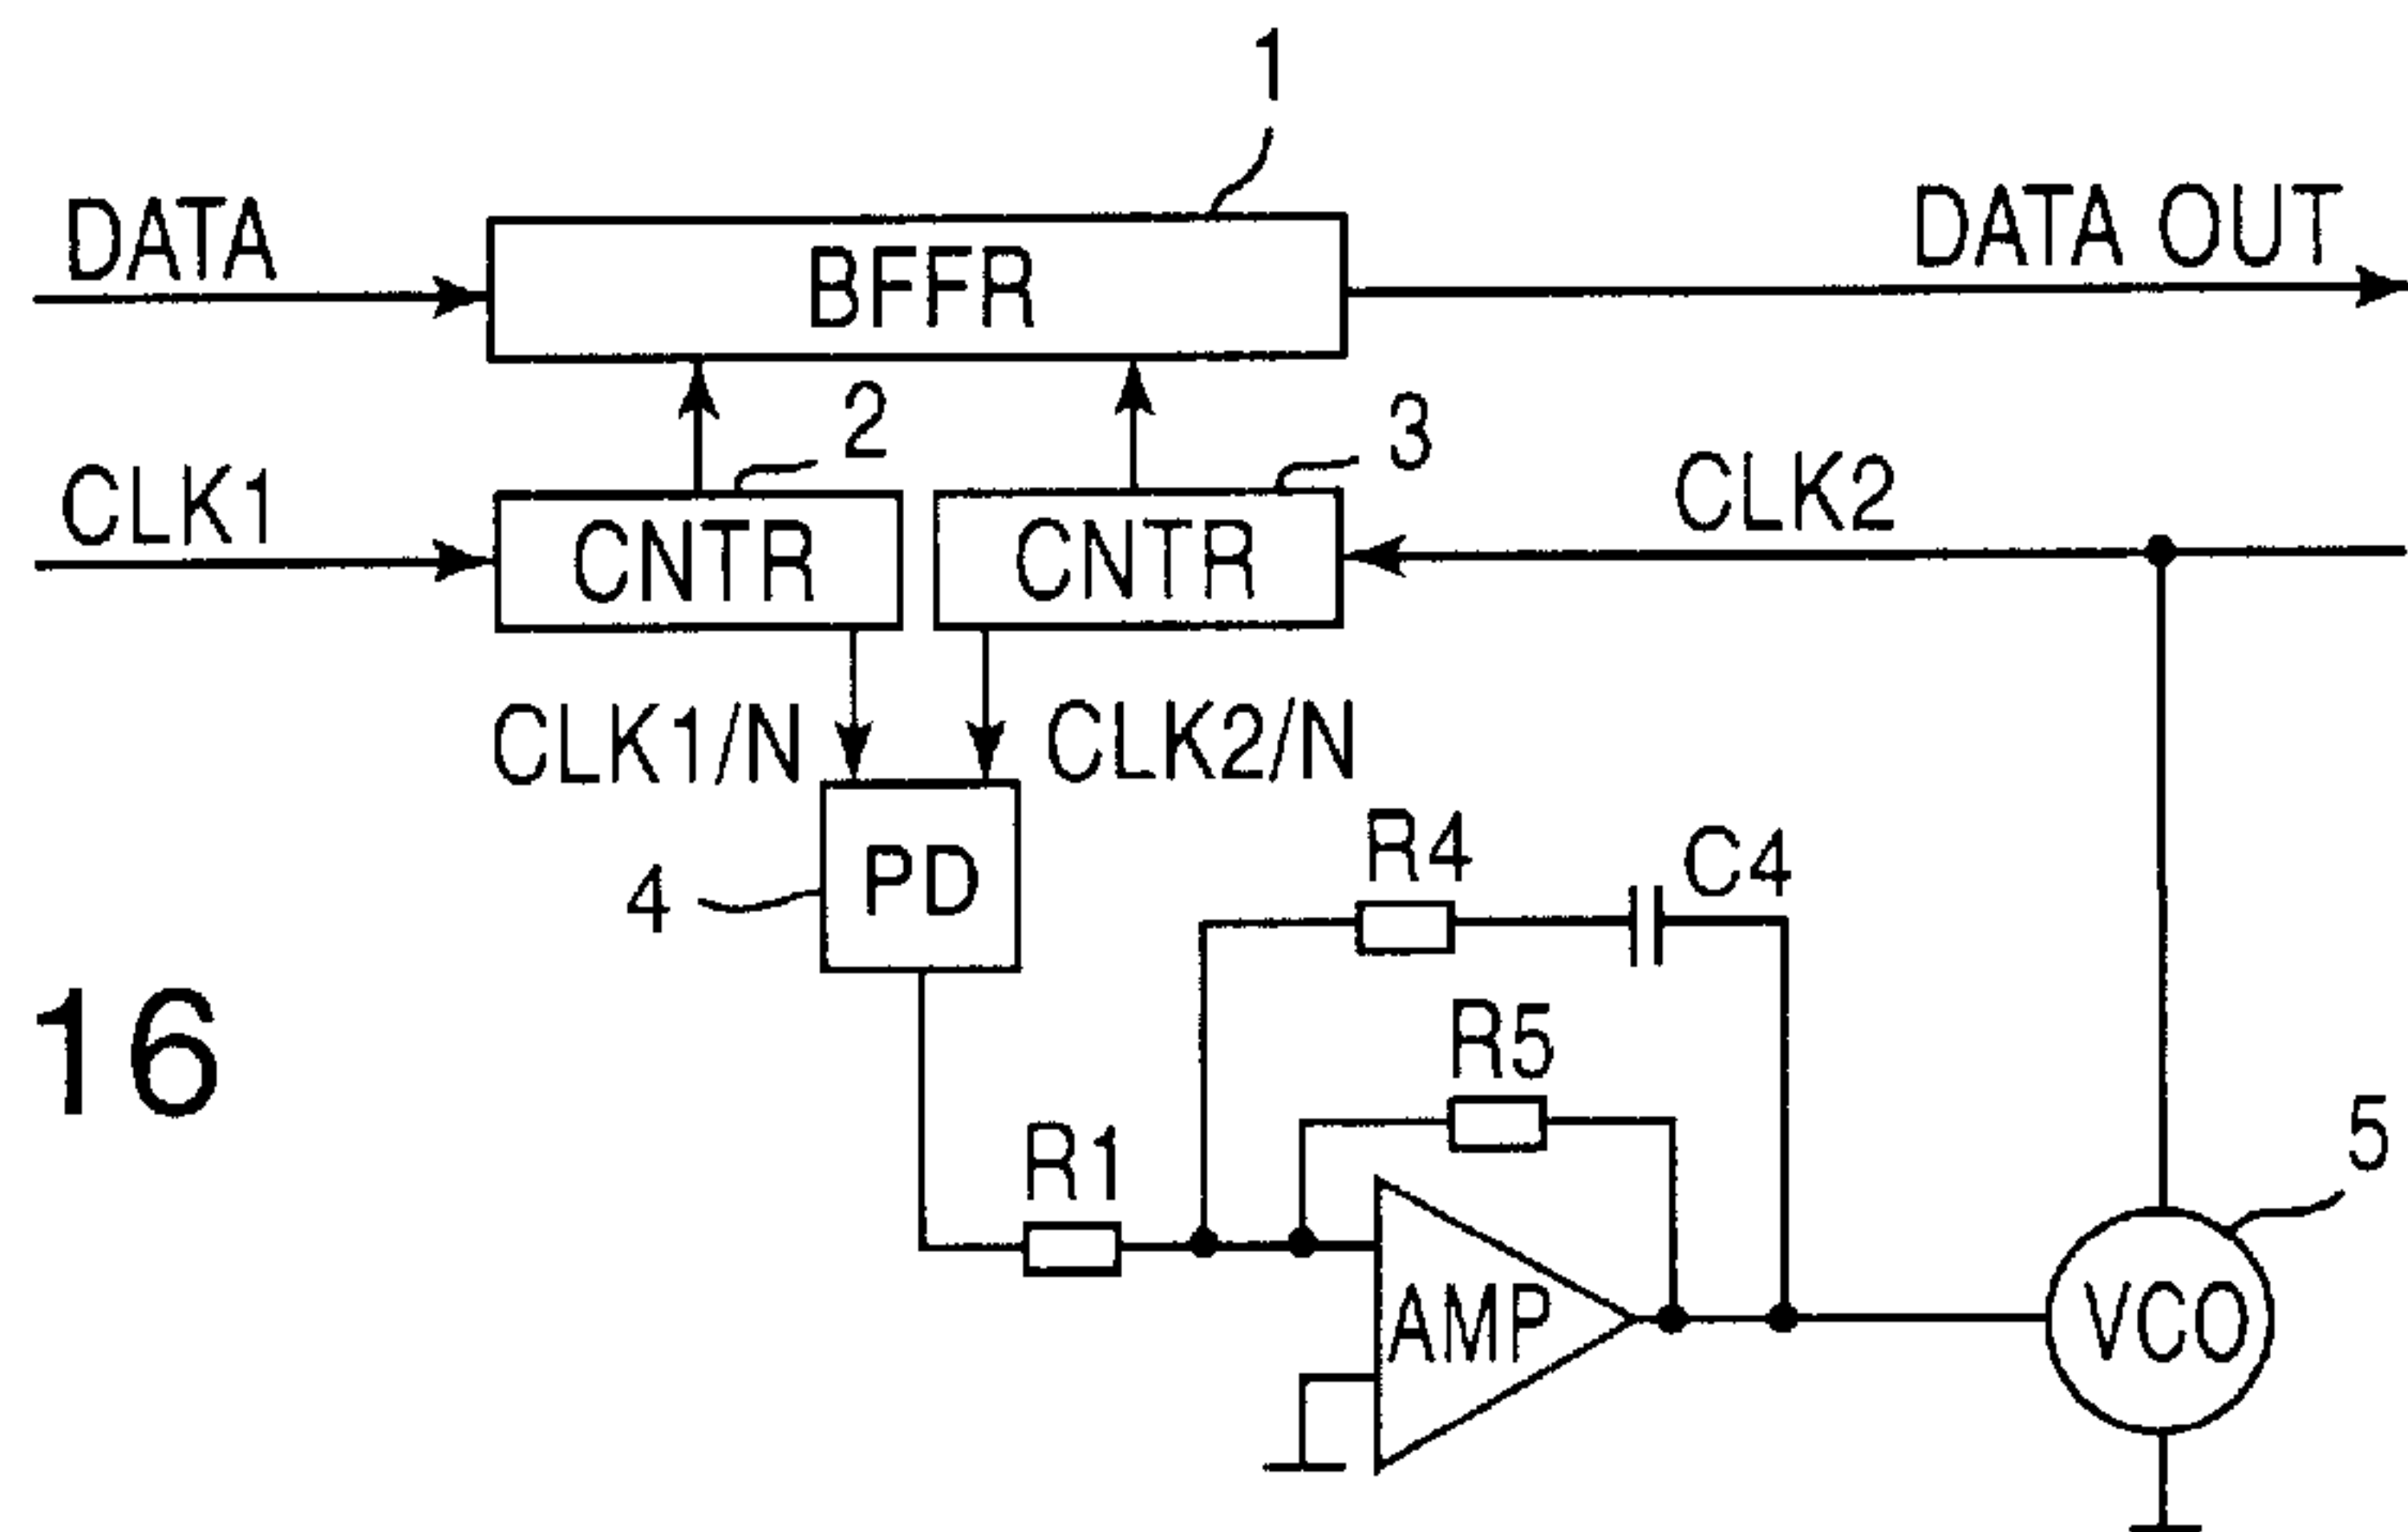 1
DATA
BFFR
DATA OUT
2
3
CLK1
CNTR
CNTR
CLK2
CLK1/N
CLK2/N
4
PD
R4
C4
16
R5
R1
5
AMP
VCO